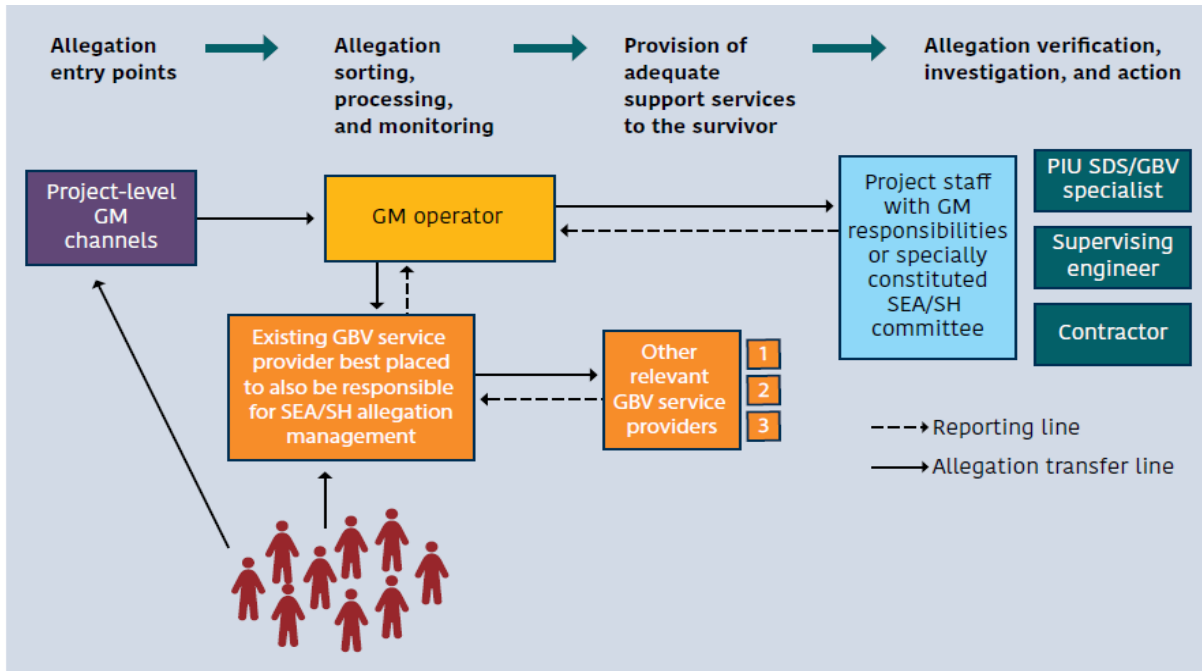 Allegation
entry points
Allegation
sorting,
processing,
and monitoring
Provision of
adequate
support services
to the survivor
Allegation verification,
investigation, and action
Project-level
GM
channels
GM operator
Project staff
with GM
responsibilities
or specially
constituted
SEA/SH
committee
PIU SDS/GBV
specialist
Supervising
engineer
Contractor
Existing GBV service
provider best placed
to also be responsible
for SEA/SH allegation
management
Other
relevant
GBV service
providers
1
2
3
Reporting line
Allegation transfer line